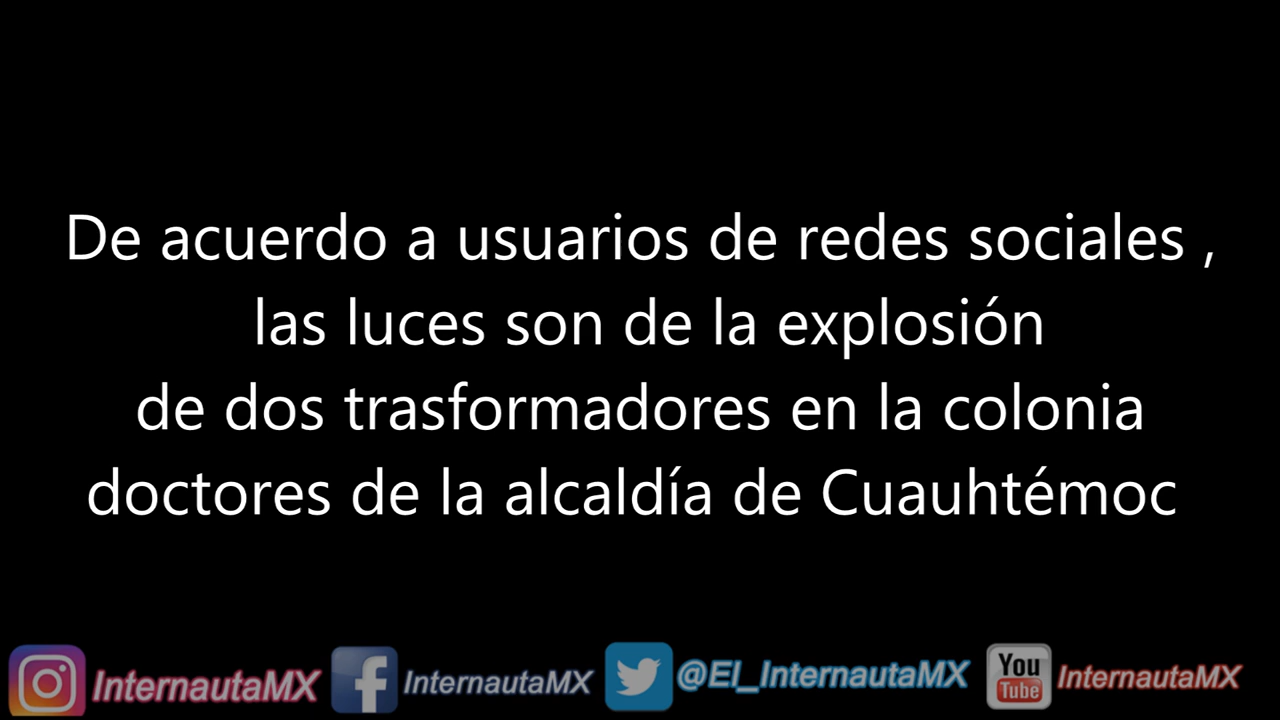 De acuerdo a usuarios de redes sociales ,
las luces son de la explosión
de dos trasformadores en la colonia
doctores de la alcaldía de Cuauhtémoc
InternautaMX InternautaMX @El_InternautaMX You Tube InternautaMX